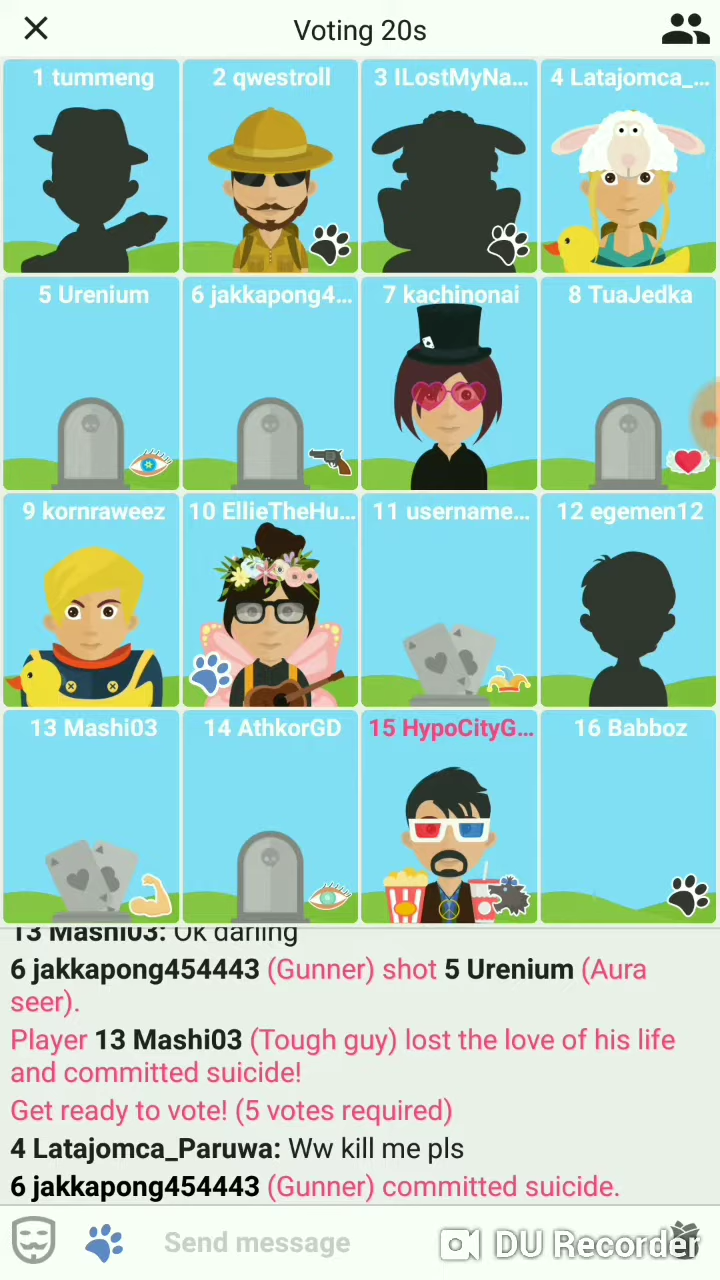 Voting 20s
1 tummeng
2 qwestroll
3 ILostMyNa...
4 Latajomca_...
5 Urenium
6 jakkapong4...
7 kachinonai
8 TuaJedka
9 kornraweez
10 EllieTheHu...
11 username...
12 egemen12
13 Mashi03
14 AthkorGD
15 HypoCityG...
16 Babboz
13 Mashi03: Ok darling
6 jakkapong454443 (Gunner) shot 5 Urenium (Aura
seer).
Player 13 Mashi03 (Tough guy) lost the love of his life
and committed suicide!
Get ready to vote! (5 votes required)
4 Latajomca_Paruwa: Ww kill me pls
6 jakkapong454443 (Gunner) committed suicide.
Send message
DU Recorder